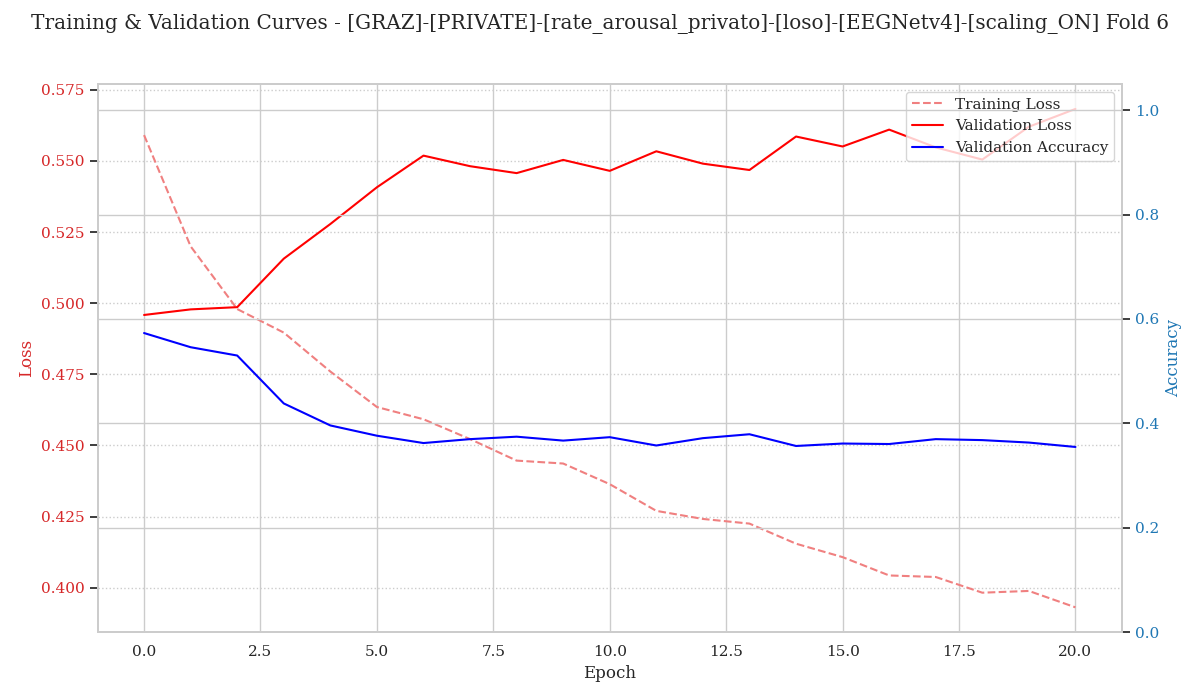 Training & Validation Curves - [GRAZ]-[PRIVATE]-[rate_arousal_privato]-[loso]-[EEGNetv4]-[scaling_ON] Fold 6
Training Loss
Validation Loss
Validation Accuracy
0.575
0.550
0.525
0.500
0.475
0.450
0.425
0.400
Loss
1.0
0.8
0.6
0.4
0.2
0.0
Accuracy
0.0 2.5 5.0 7.5 10.0 12.5 15.0 17.5 20.0
Epoch